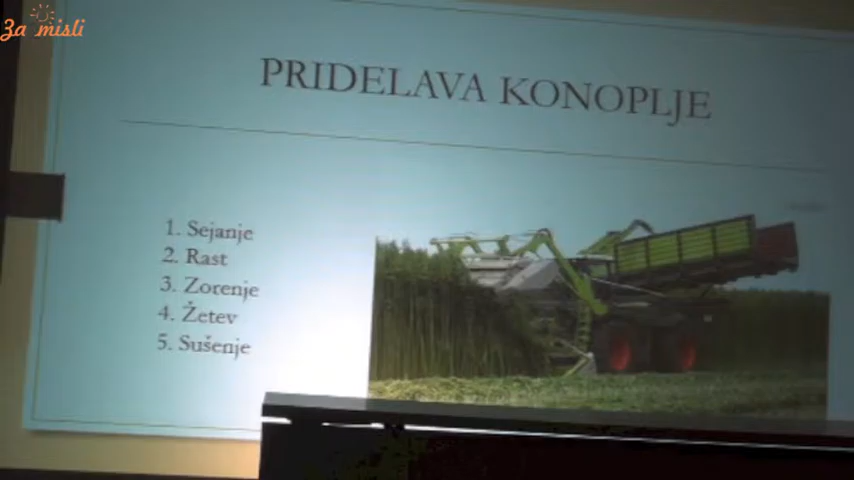 Za misli
PRIDELAVA KONOPLJE
1. Sejanje
2. Rast
3. Zorenje
4. Žetev
5. Sušenje